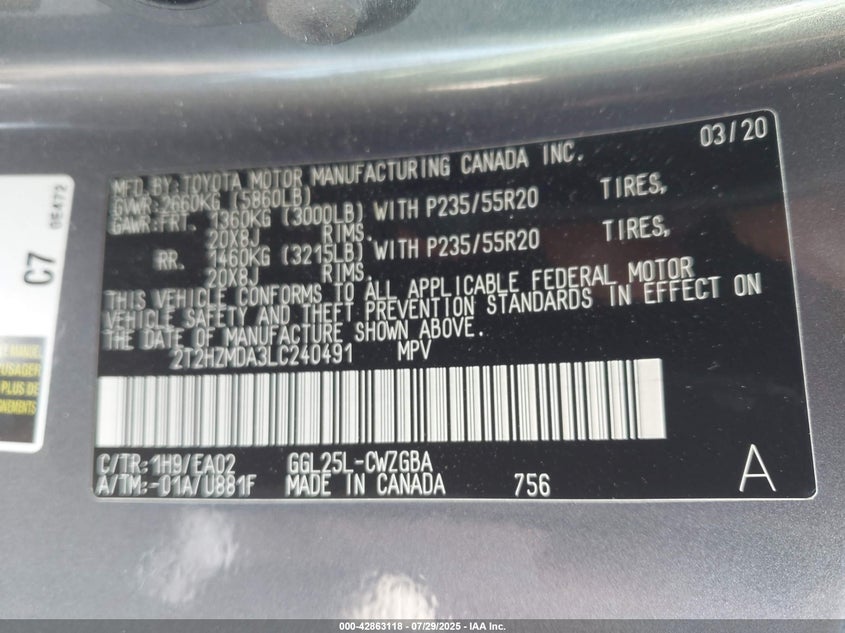 03/20
MFD.BY:TOYOTA MOTOR MANUFACTURING CANADA INC.
GVWR:2660KG (5860LB)
GAWR:FRT. 1360KG (3000LB) WITH P235/55R20 TIRES,
20X8J RIMS.
RR. 1460KG (3215LB) WITH P235/55R20 TIRES,
20X8J RIMS.
THIS VEHICLE CONFORMS TO ALL APPLICABLE FEDERAL MOTOR
VEHICLE SAFETY AND THEFT PREVENTION STANDARDS IN EFFECT ON
THE DATE OF MANUFACTURE SHOWN ABOVE.
2T2HZMDA3LC240491 MPV
C/TR:1H9/EA02 GGL25L-CWZGBA
A/TM:-01A/U881F MADE IN CANADA 756 A
C7
05472
PLUS DE
000-42863118 - 07/29/2025 - IAA Inc.